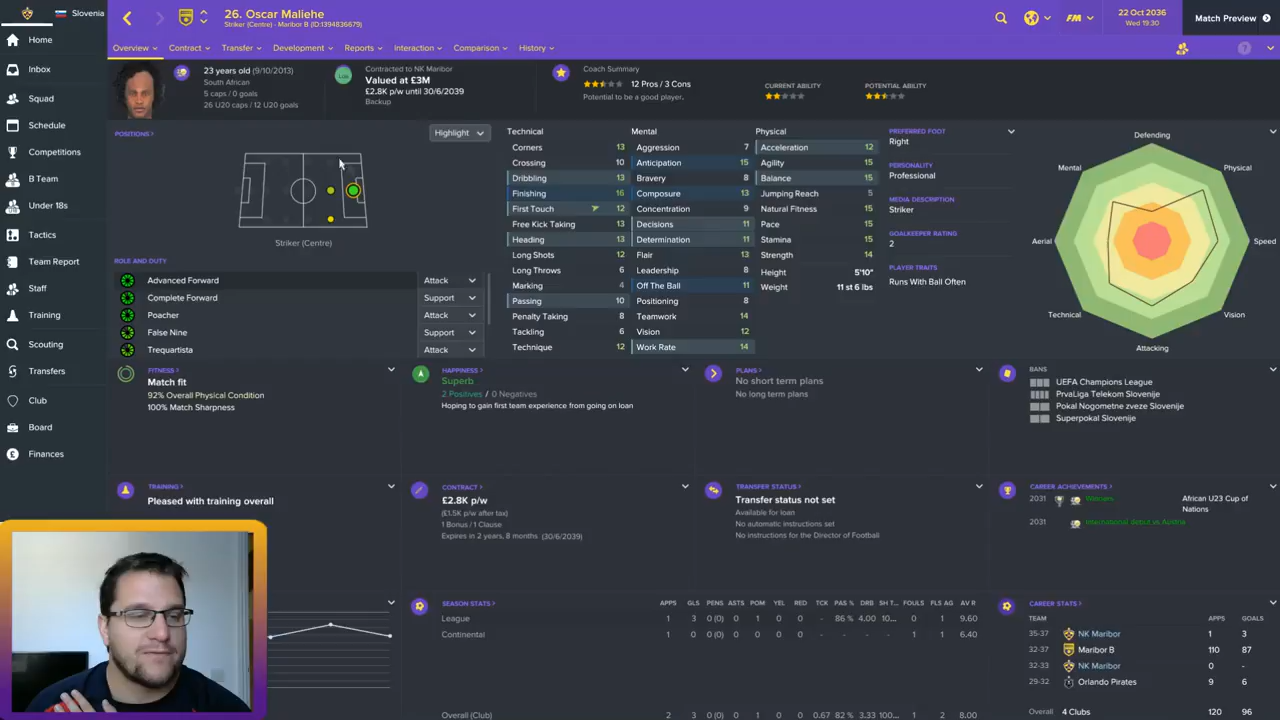 Slovenia
26. Oscar Maliehe
Striker (Centre) - Maribor B (ID:1394836679)
FM
22 Oct 2036
Wed 19:30
Match Preview
Overview
Contract
Transfer
Development
Reports
Interaction
Comparison
History
Home
Inbox
Squad
Schedule
Competitions
B Team
Under 18s
Tactics
Team Report
Staff
Training
Scouting
Transfers
Club
Board
Finances
23 years old (9/10/2013)
South African
5 caps / 0 goals
26 U20 caps / 12 U20 goals
Low
Contracted to NK Maribor
Valued at £3M
£2.8K p/w until 30/6/2039
Backup
Coach Summary
12 Pros / 3 Cons
Potential to be a good player.
CURRENT ABILITY
POTENTIAL ABILITY
POSITIONS >
Highlight
Striker (Centre)
ROLE AND DUTY
Advanced Forward Attack
Complete Forward Support
Poacher Attack
False Nine Support
Trequartista Attack
Technical
Corners 13
Crossing 10
Dribbling 13
Finishing 16
First Touch 12
Free Kick Taking 13
Heading 13
Long Shots 12
Long Throws 6
Marking 4
Passing 10
Penalty Taking 8
Tackling 6
Technique 12
Mental
Aggression 7
Anticipation 15
Bravery 8
Composure 13
Concentration 9
Decisions 11
Determination 11
Flair 13
Leadership 8
Off The Ball 11
Positioning 8
Teamwork 14
Vision 12
Work Rate 14
Physical
Acceleration 12
Agility 15
Balance 15
Jumping Reach 5
Natural Fitness 15
Pace 15
Stamina 15
Strength 14
Height 5'10"
Weight 11 st 6 lbs
PREFERRED FOOT
Right
PERSONALITY
Professional
MEDIA DESCRIPTION
Striker
GOALKEEPER RATING
2
PLAYER TRAITS
Runs With Ball Often
Defending
Physical
Speed
Vision
Attacking
Technical
Aerial
Mental
FITNESS >
Match fit
92% Overall Physical Condition
100% Match Sharpness
HAPPINESS >
Superb
2 Positives / 0 Negatives
Hoping to gain first team experience from going on loan
PLANS >
No short term plans
No long term plans
BANS
UEFA Champions League
PrvaLiga Telekom Slovenije
Pokal Nogometne zveze Slovenije
Superpokal Slovenije
TRAINING >
Pleased with training overall
CONTRACT >
£2.8K p/w
(£1.5K p/w after tax)
1 Bonus / 1 Clause
Expires in 2 years, 8 months (30/6/2039)
TRANSFER STATUS >
Transfer status not set
Available for loan
No automatic instructions set
No instructions for the Director of Football
CAREER ACHIEVEMENTS >
2031 Winners African U23 Cup of
Nations
2031 International debut vs Austria
SEASON STATS > APPS GLS PENS ASTS POM YEL RED TCK PAS % DRB SH T... FOULS FLS AG AV R
League 1 3 0 (0) 0 1 0 0 - 86 % 4.00 10... 0 1 9.60
Continental 1 0 0 (0) 0 0 0 0 - - - - 1 1 6.40
Overall (Club) 2 3 0 (0) 0 1 0 0 0.67 82 % 3.33 100... 1 2 8.00
CAREER STATS >
TEAM APPS GOALS
35-37 NK Maribor 1 3
32-37 Maribor B 110 87
32-33 NK Maribor 0 -
29-32 Orlando Pirates 9 6
Overall 4 Clubs 120 96